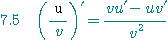 7.5 (u/v)′ = (vu′ − uv′)/v²